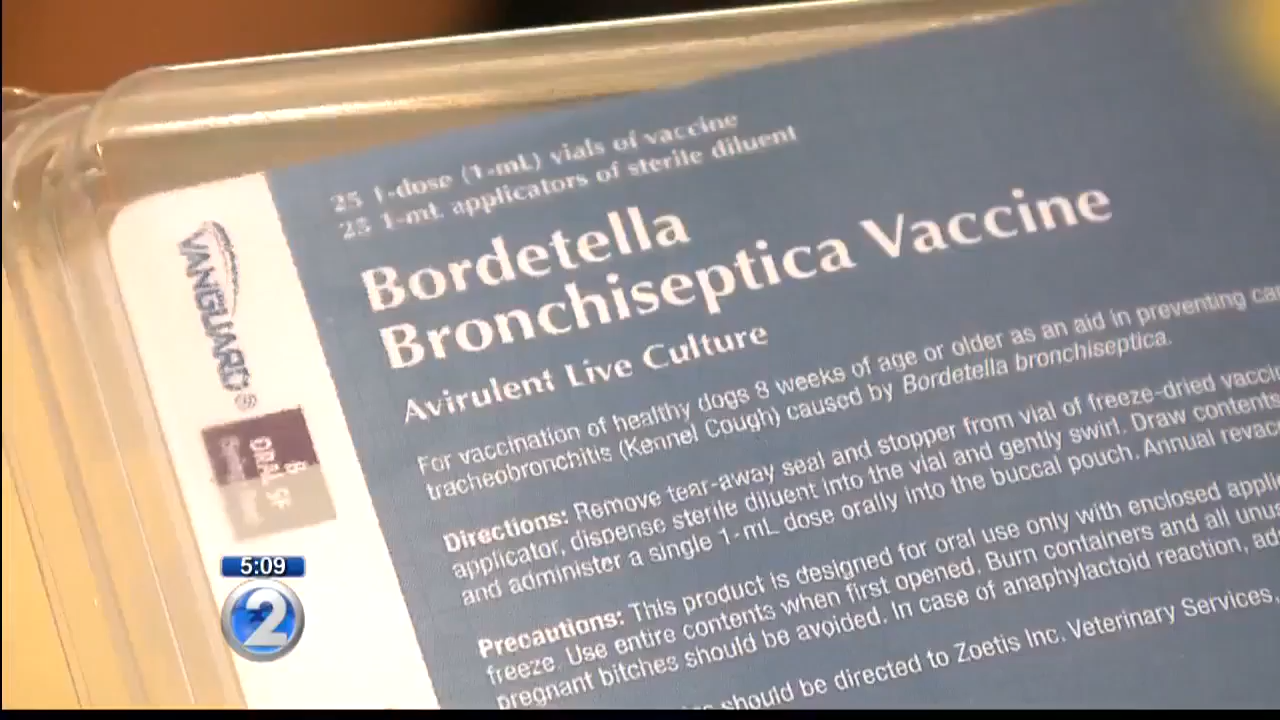 25 1-dose (1-mL) vials of vaccine
25 1-mL applicators of sterile diluent
Bordetella
Bronchiseptica Vaccine
Avirulent Live Culture
For vaccination of healthy dogs 8 weeks of age or older as an aid in preventing
tracheobronchitis (Kennel Cough) caused by Bordetella bronchiseptica.
Directions: Remove tear-away seal and stopper from vial of freeze-dried
applicator, dispense sterile diluent into the vial and gently swirl. Draw contents
and administer a single 1-mL dose orally into the buccal pouch. Annual
Precautions: This product is designed for oral use only with enclosed
freeze. Use entire contents when first opened. Burn containers and all
pregnant bitches should be avoided. In case of anaphylactoid reaction,
should be directed to Zoetis Inc. Veterinary Services,
VANGUARD®
B
ORAL
5:09
2